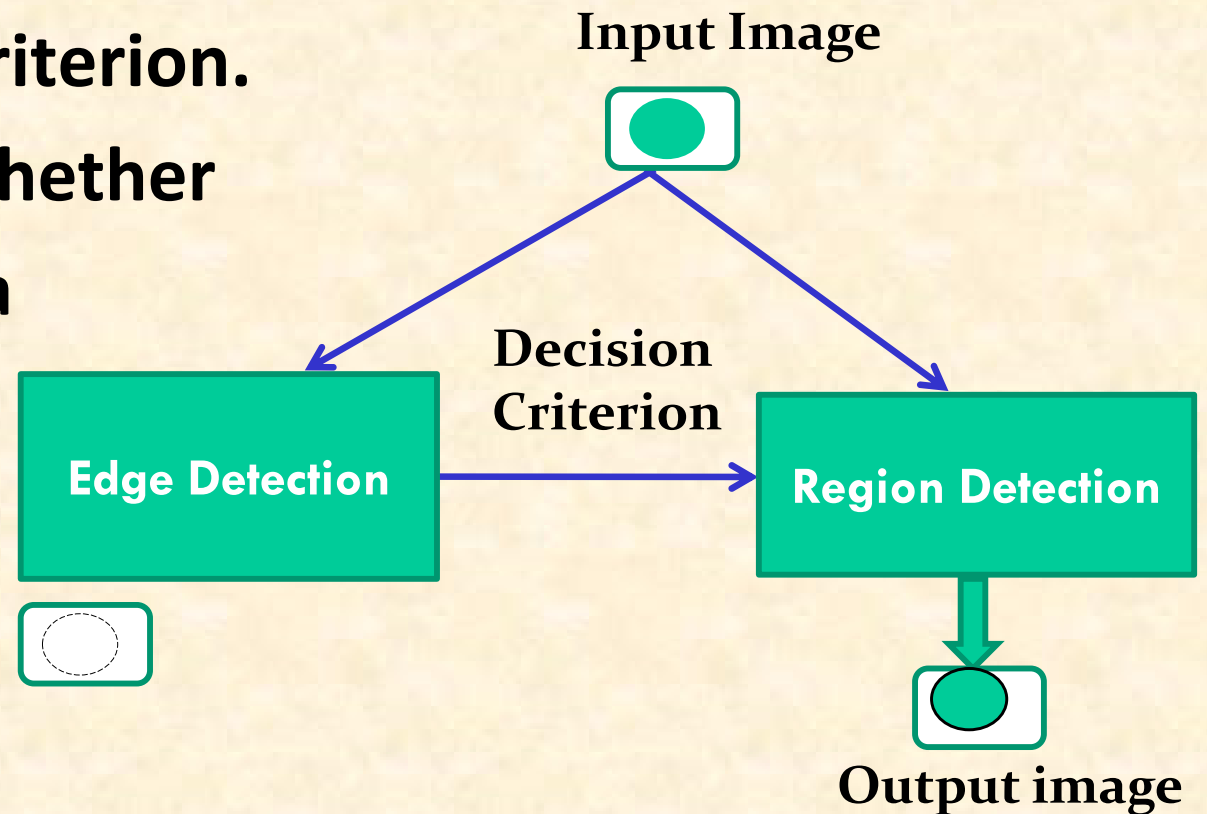 riterion.
hether
Input Image
Decision
Criterion
Edge Detection
Region Detection
Output image